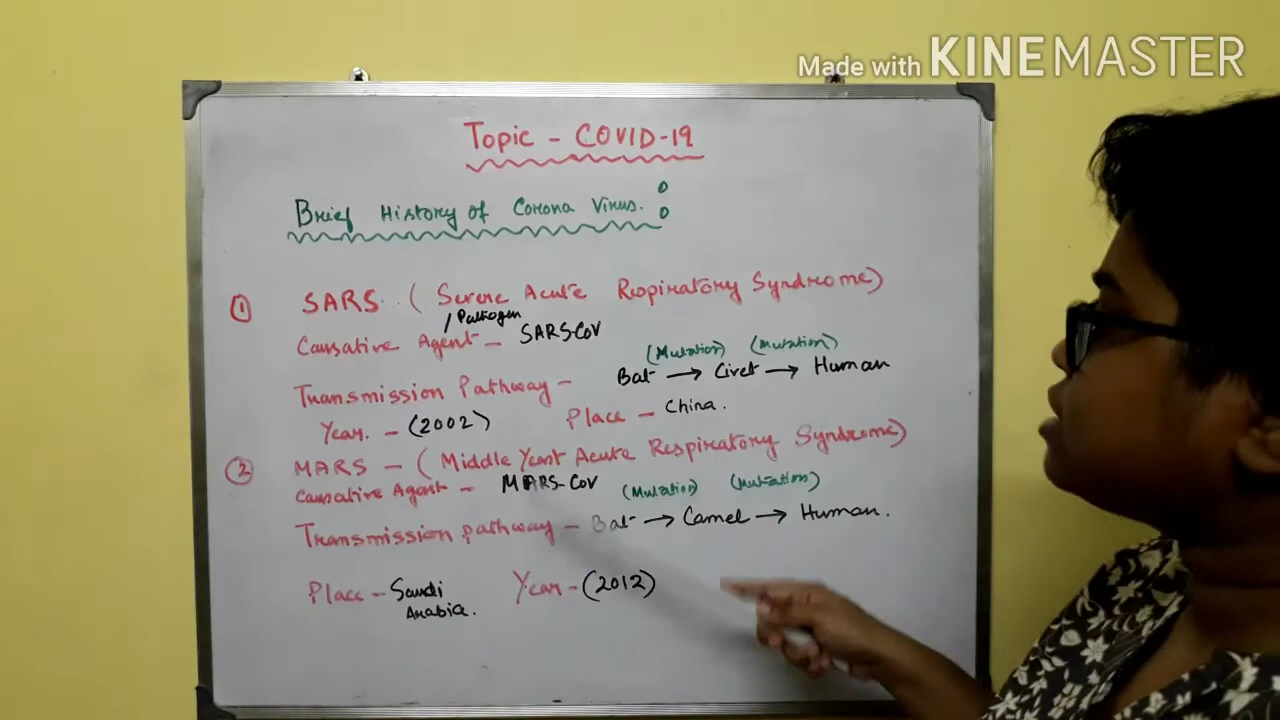 Made with KINEMASTER
Topic - COVID-19
Brief History of Corona Virus. :
① SARS. (Severe Acute Respiratory Syndrome)
/ Pathogen
Causative Agent - SARS-CoV
(Mutation) (Mutation)
Transmission Pathway - Bat → Civet → Human
Year. - (2002) Place - China.
② MARS - (Middle Yeast Acute Respiratory Syndrome)
Causative Agent - MARS-CoV
(Mutation) (Mutation)
Transmission pathway - Bat → Camel → Human.
Place - Saudi Arabia. Year - (2012)